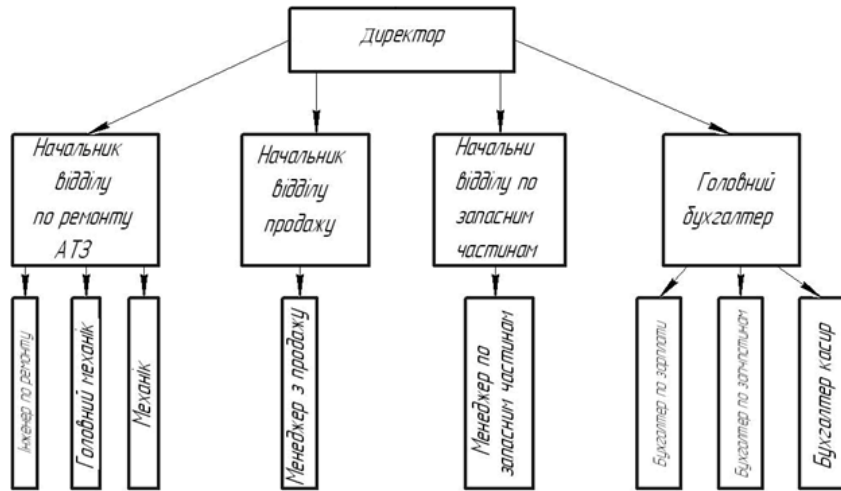 Директор
Начальник
відділу
по ремонту
АТЗ
Начальник
відділу
продажу
Начальни
відділу по
запасним
частинам
Головний
бухгалтер
Інженер по ремонту
Головний механік
Механік
Менеджер з продажу
Менеджер по
запасним частинам
Бухгалтер по зарплати
Бухгалтер по запчастинам
Бухгалтер касир